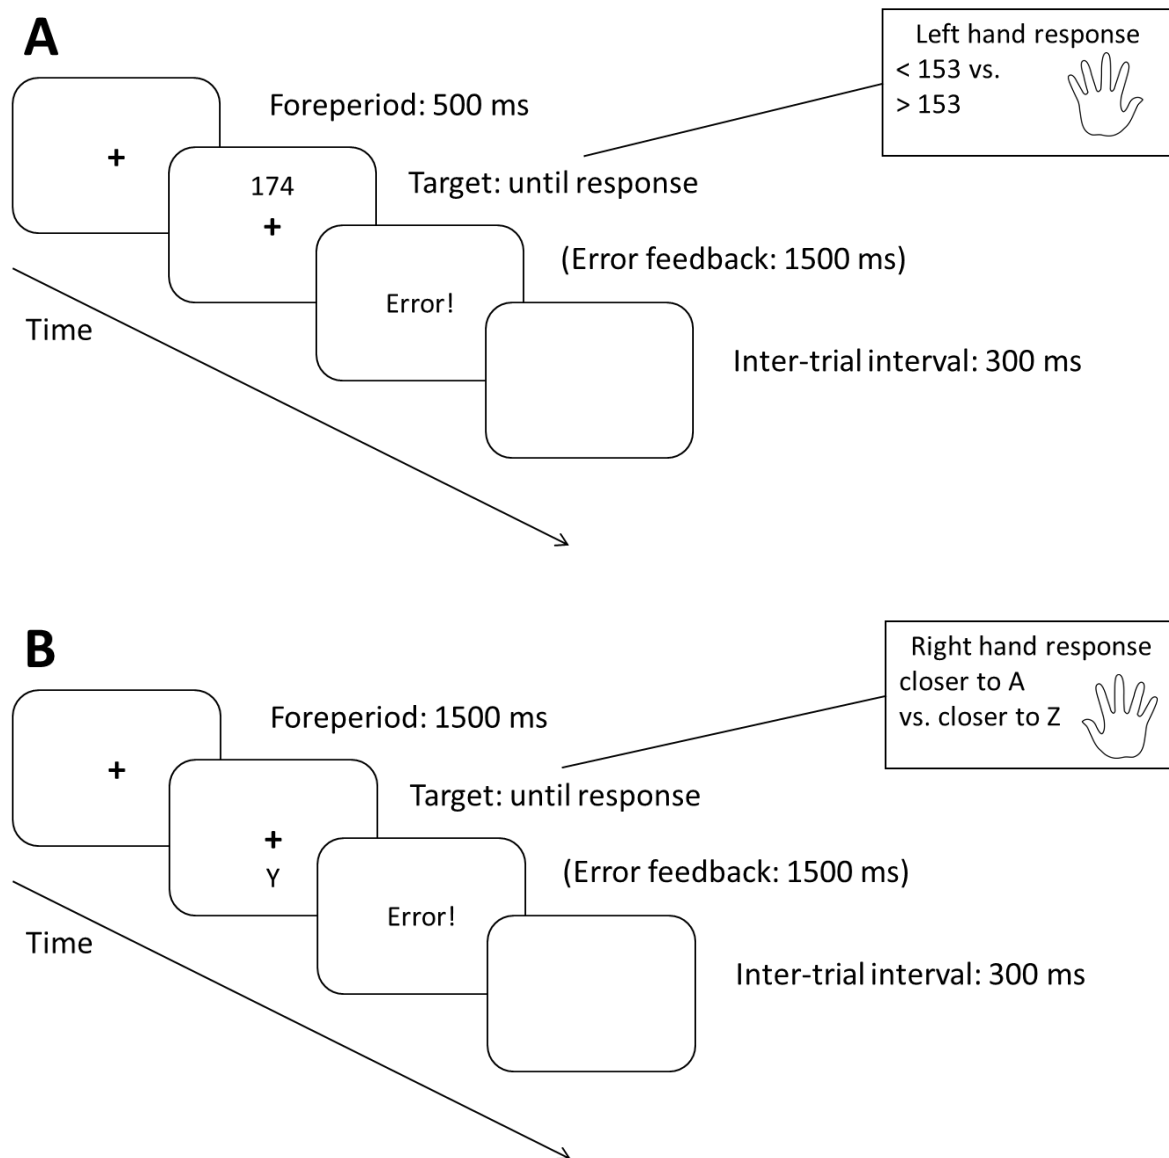 A
Left hand response
< 153 vs.
> 153
Foreperiod: 500 ms
+
174
+
Target: until response
(Error feedback: 1500 ms)
Error!
Time
Inter-trial interval: 300 ms
B
Right hand response
closer to A
vs. closer to Z
Foreperiod: 1500 ms
+
Target: until response
+
Y
(Error feedback: 1500 ms)
Error!
Time
Inter-trial interval: 300 ms